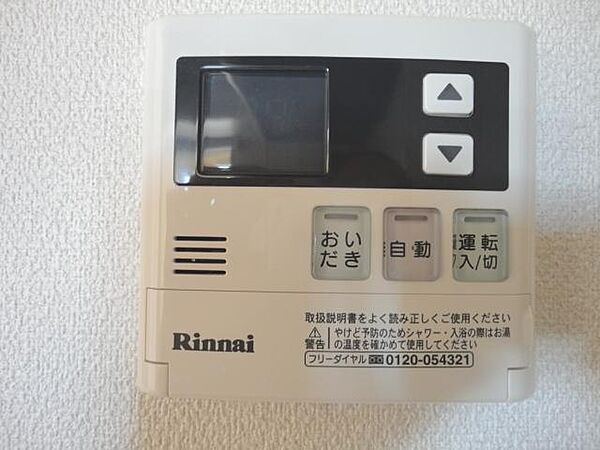 おい
だき
自動
運転
入/切
取扱説明書をよく読み正しくご使用ください
警告 やけど予防のためシャワー・入浴の際はお湯
の温度を確かめて使用してください
Rinnai
フリーダイヤル 0120-054321